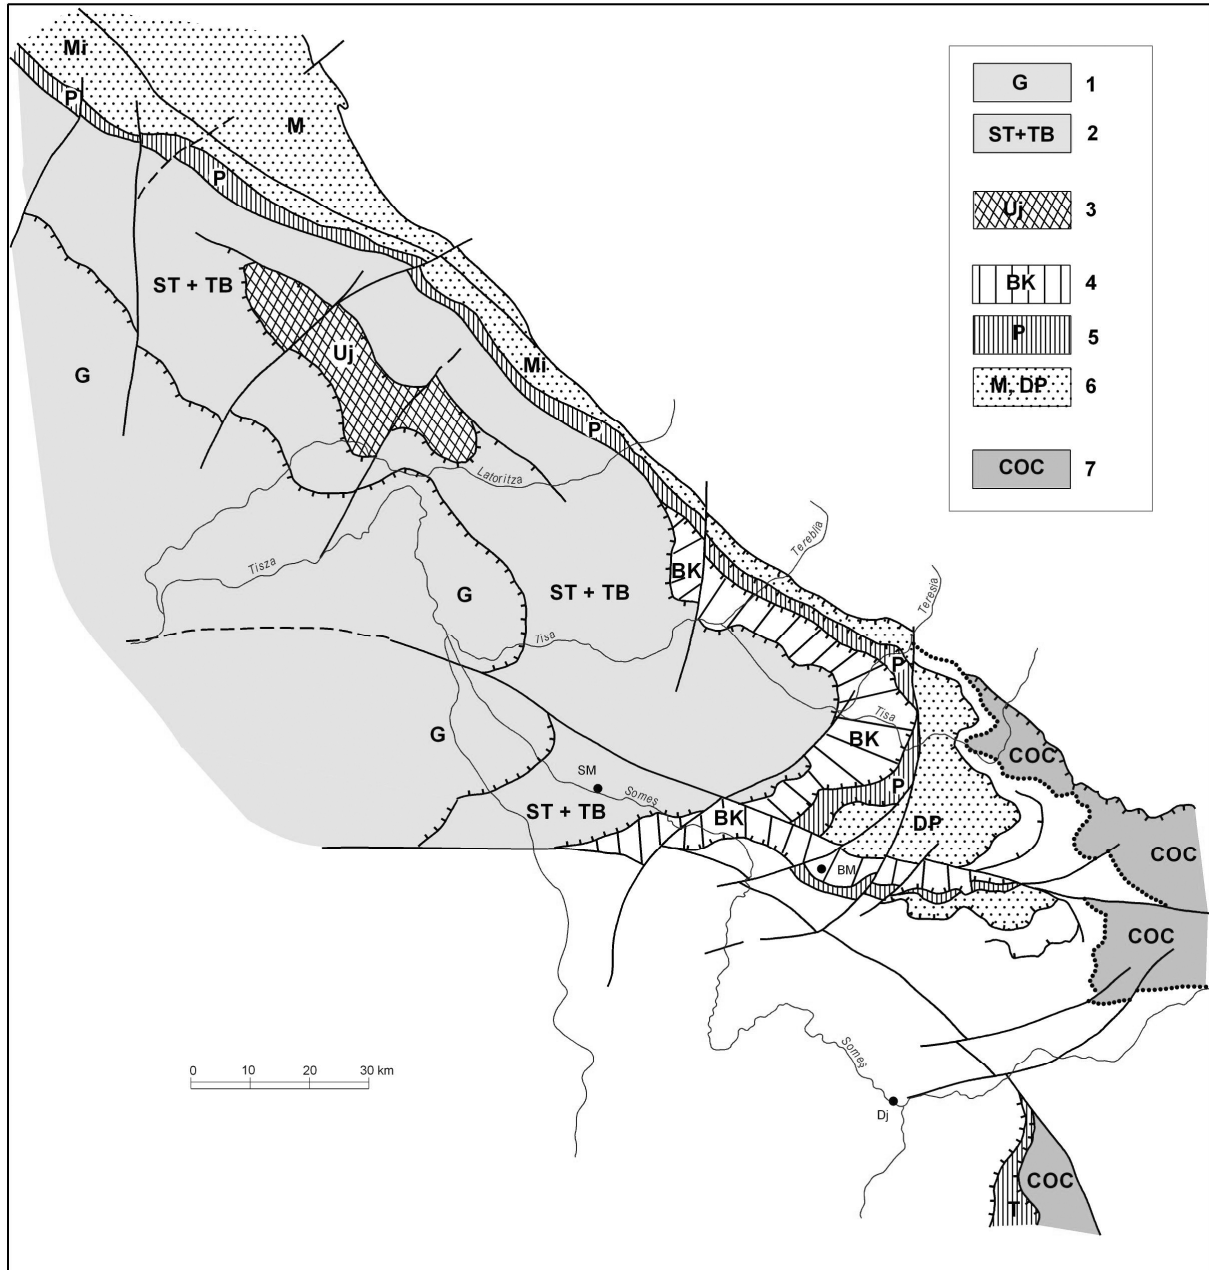 Mi
P
M
P
ST + TB
G
Uj
Mi
P
Latoritza
Tisza
G
ST + TB
Tisa
BK
Tereblia
Teresia
P
Tisa
BK
COC
G
SM
Someş
ST + TB
BK
P
DP
BM
COC
COC
Someş
Dj
COC
T
0 10 20 30 km
G 1
ST+TB 2
Uj 3
BK 4
P 5
M, DP 6
COC 7